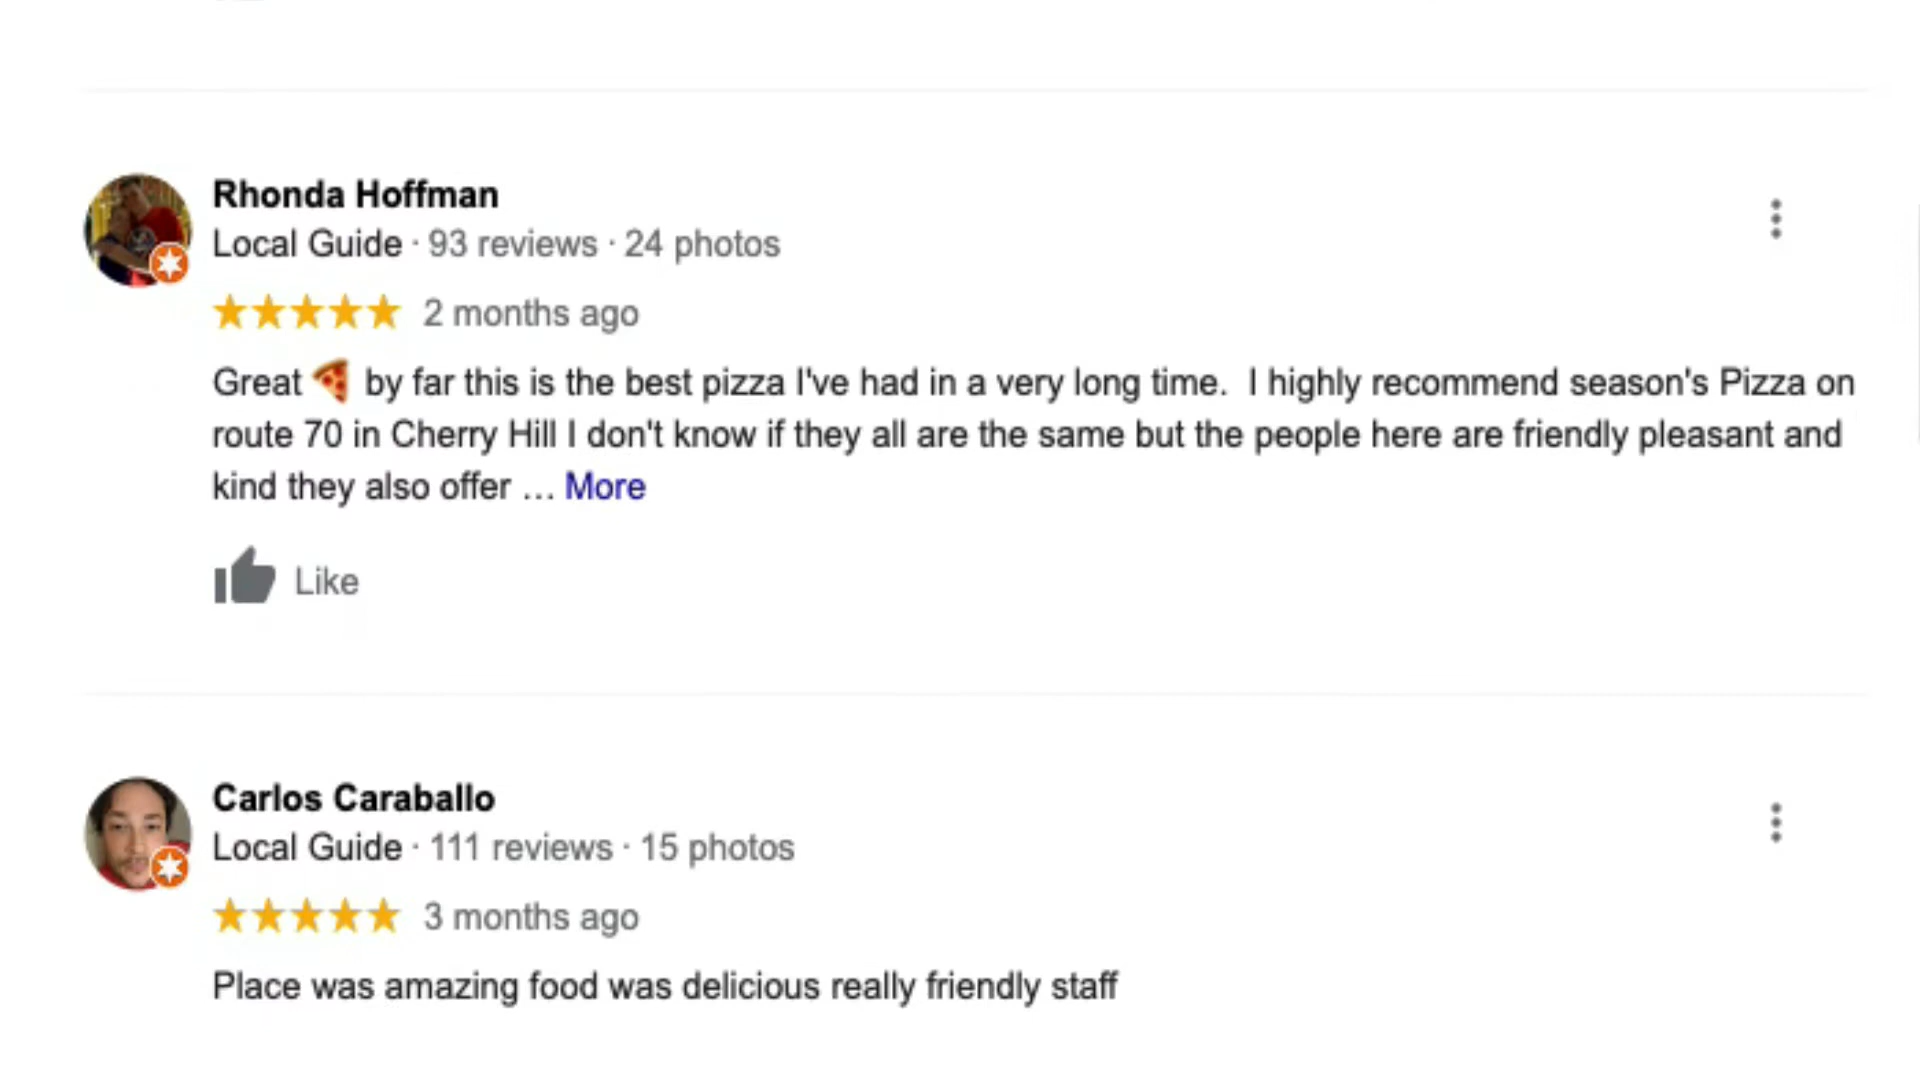 Rhonda Hoffman
Local Guide · 93 reviews · 24 photos
2 months ago
Great 🍕 by far this is the best pizza I've had in a very long time.  I highly recommend season's Pizza on
route 70 in Cherry Hill I don't know if they all are the same but the people here are friendly pleasant and
kind they also offer ... More
Like
Carlos Caraballo
Local Guide · 111 reviews · 15 photos
3 months ago
Place was amazing food was delicious really friendly staff